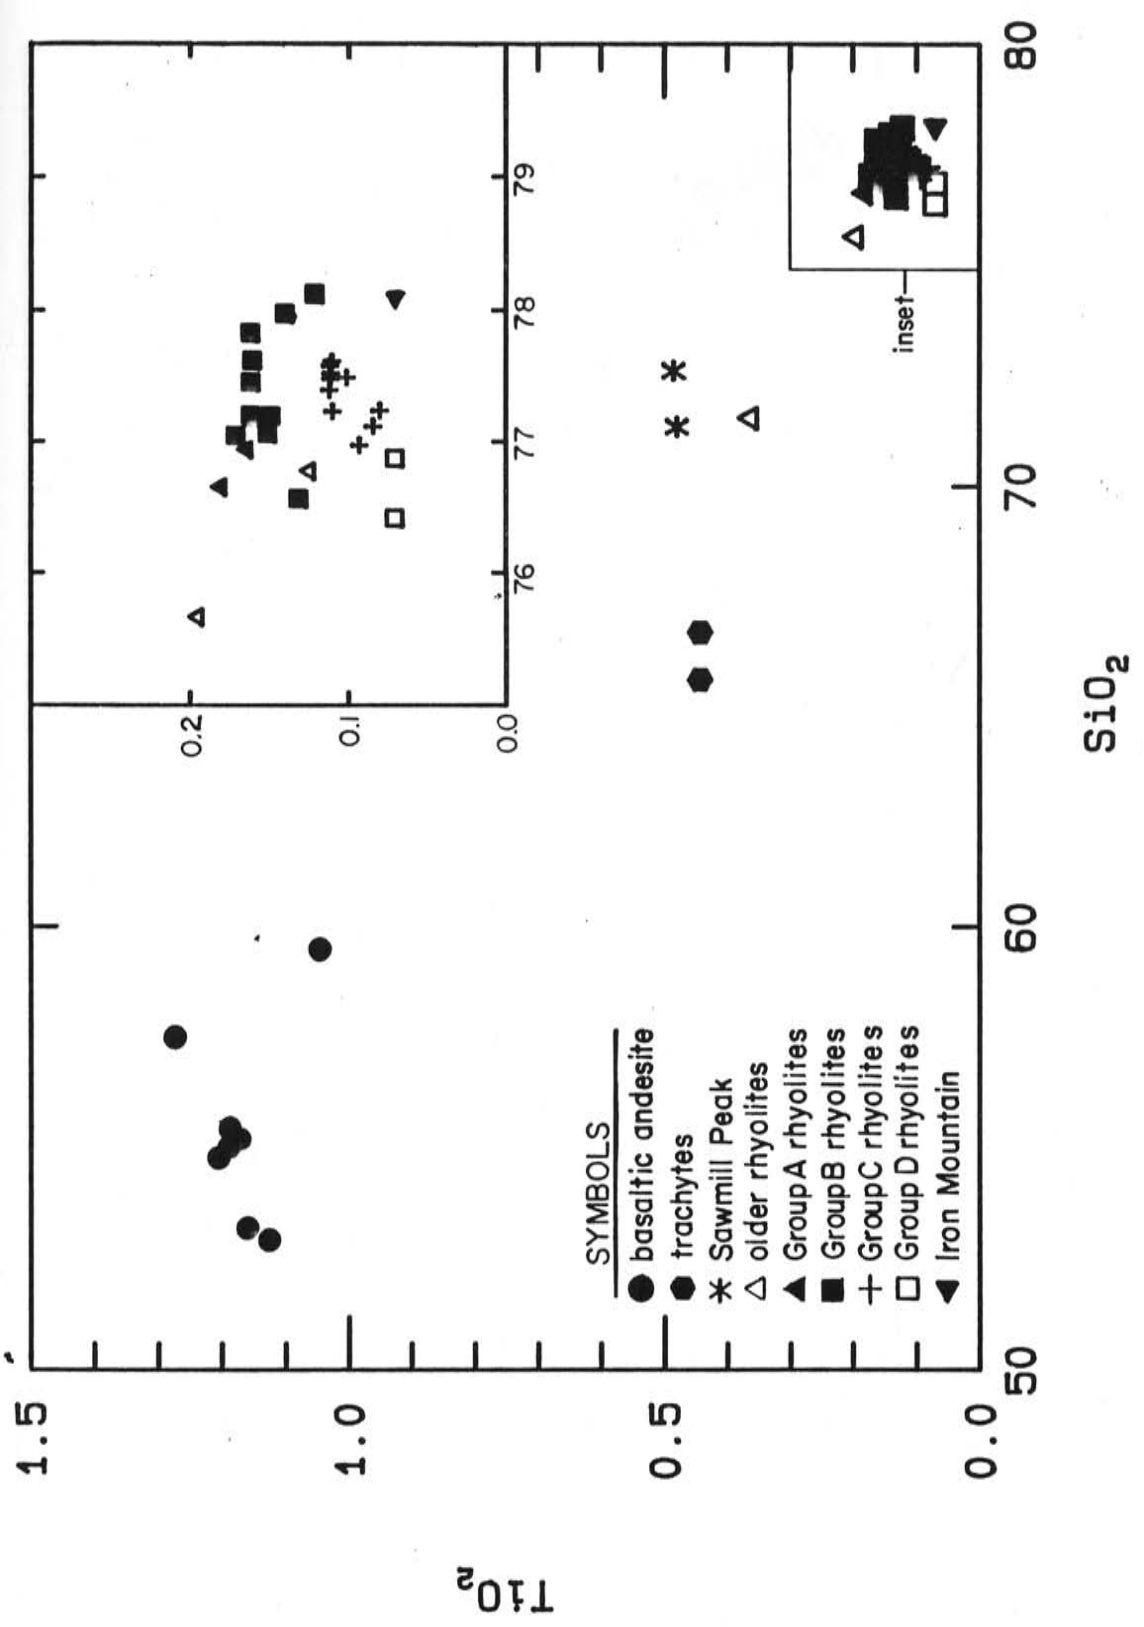 TiO2
1.5
1.0
0.5
0.0
50
60
70
80
SiO2
0.2
0.1
0.0
76
77
78
79
inset
SYMBOLS
basaltic andesite
trachytes
Sawmill Peak
older rhyolites
Group A rhyolites
Group B rhyolites
Group C rhyolites
Group D rhyolites
Iron Mountain